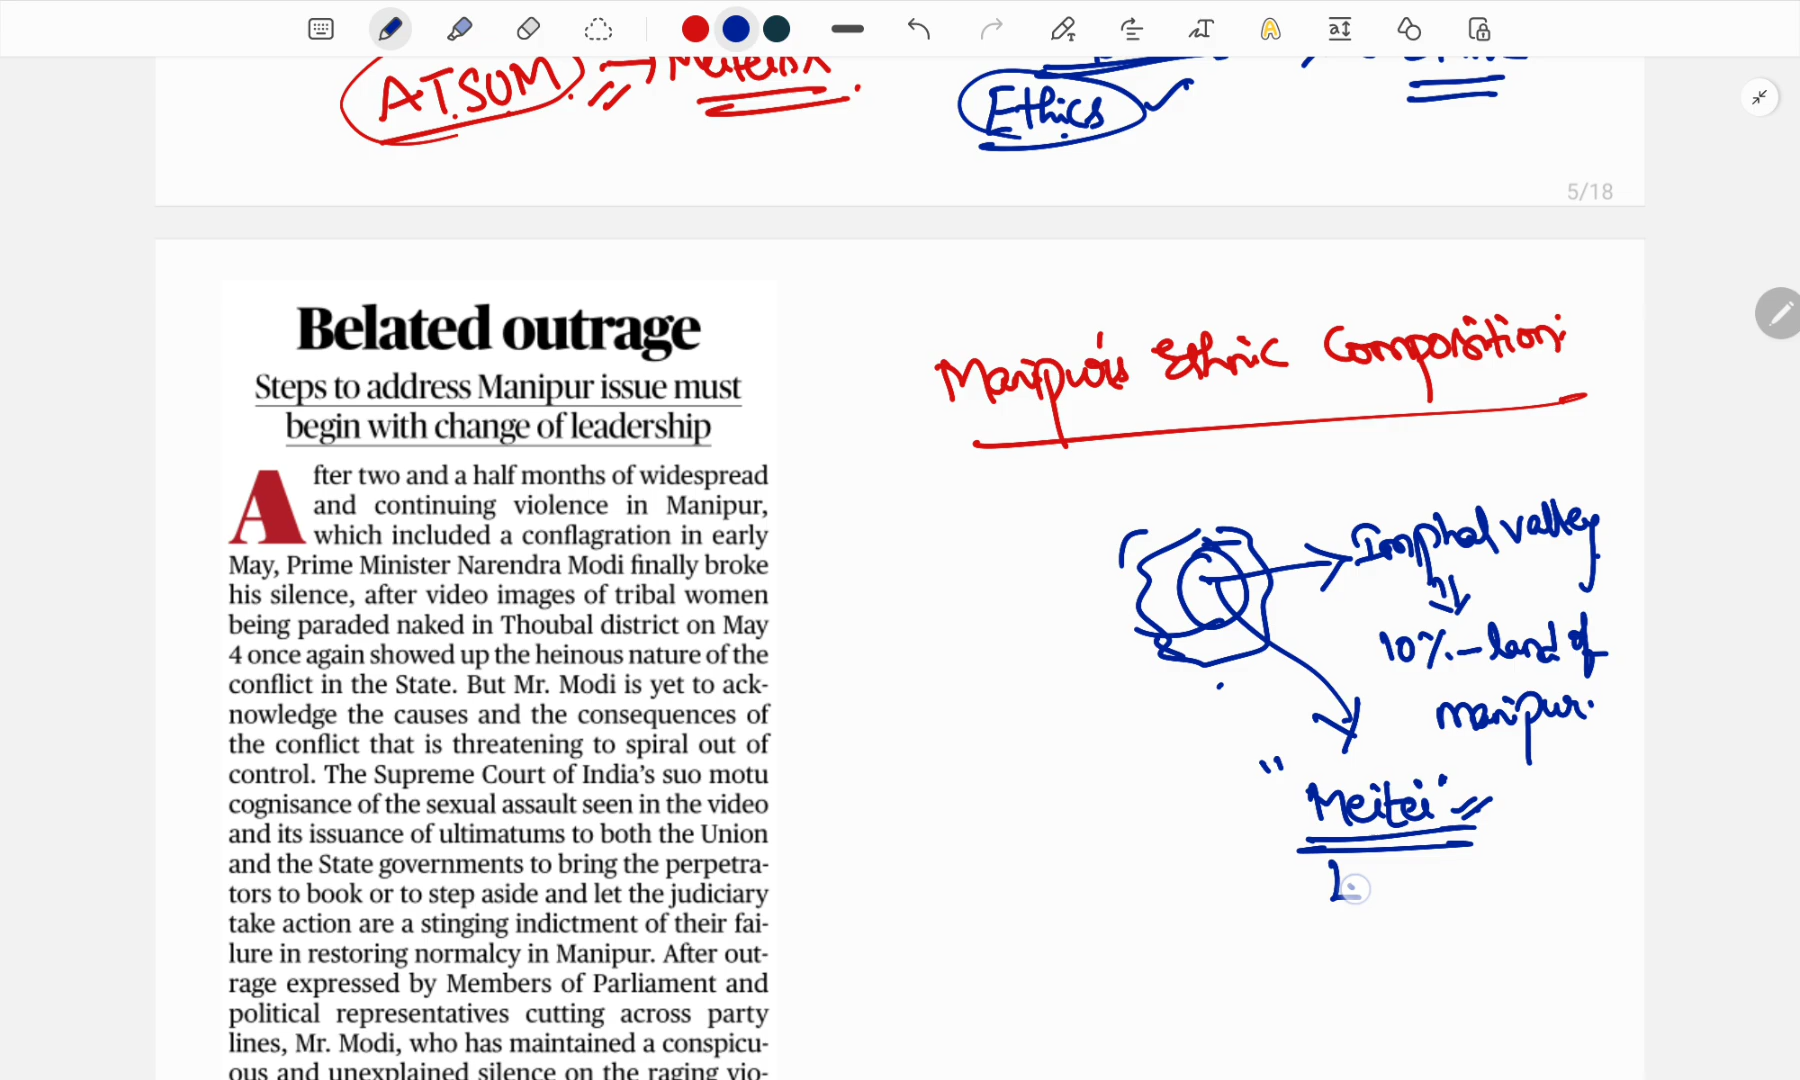 ATSUM → Meiteis X
Ethics ✓
5/18
Belated outrage
Steps to address Manipur issue must
begin with change of leadership
After two and a half months of widespread
and continuing violence in Manipur,
which included a conflagration in early
May, Prime Minister Narendra Modi finally broke
his silence, after video images of tribal women
being paraded naked in Thoubal district on May
4 once again showed up the heinous nature of the
conflict in the State. But Mr. Modi is yet to ack-
nowledge the causes and the consequences of
the conflict that is threatening to spiral out of
control. The Supreme Court of India's suo motu
cognisance of the sexual assault seen in the video
and its issuance of ultimatums to both the Union
and the State governments to bring the perpetra-
tors to book or to step aside and let the judiciary
take action are a stinging indictment of their fai-
lure in restoring normalcy in Manipur. After out-
rage expressed by Members of Parliament and
political representatives cutting across party
lines, Mr. Modi, who has maintained a conspicu-
ous and unexplained silence on the raging vio-
Manipur's Ethnic Composition:
Imphal valley
10% - land of
manipur.
"Meitei"